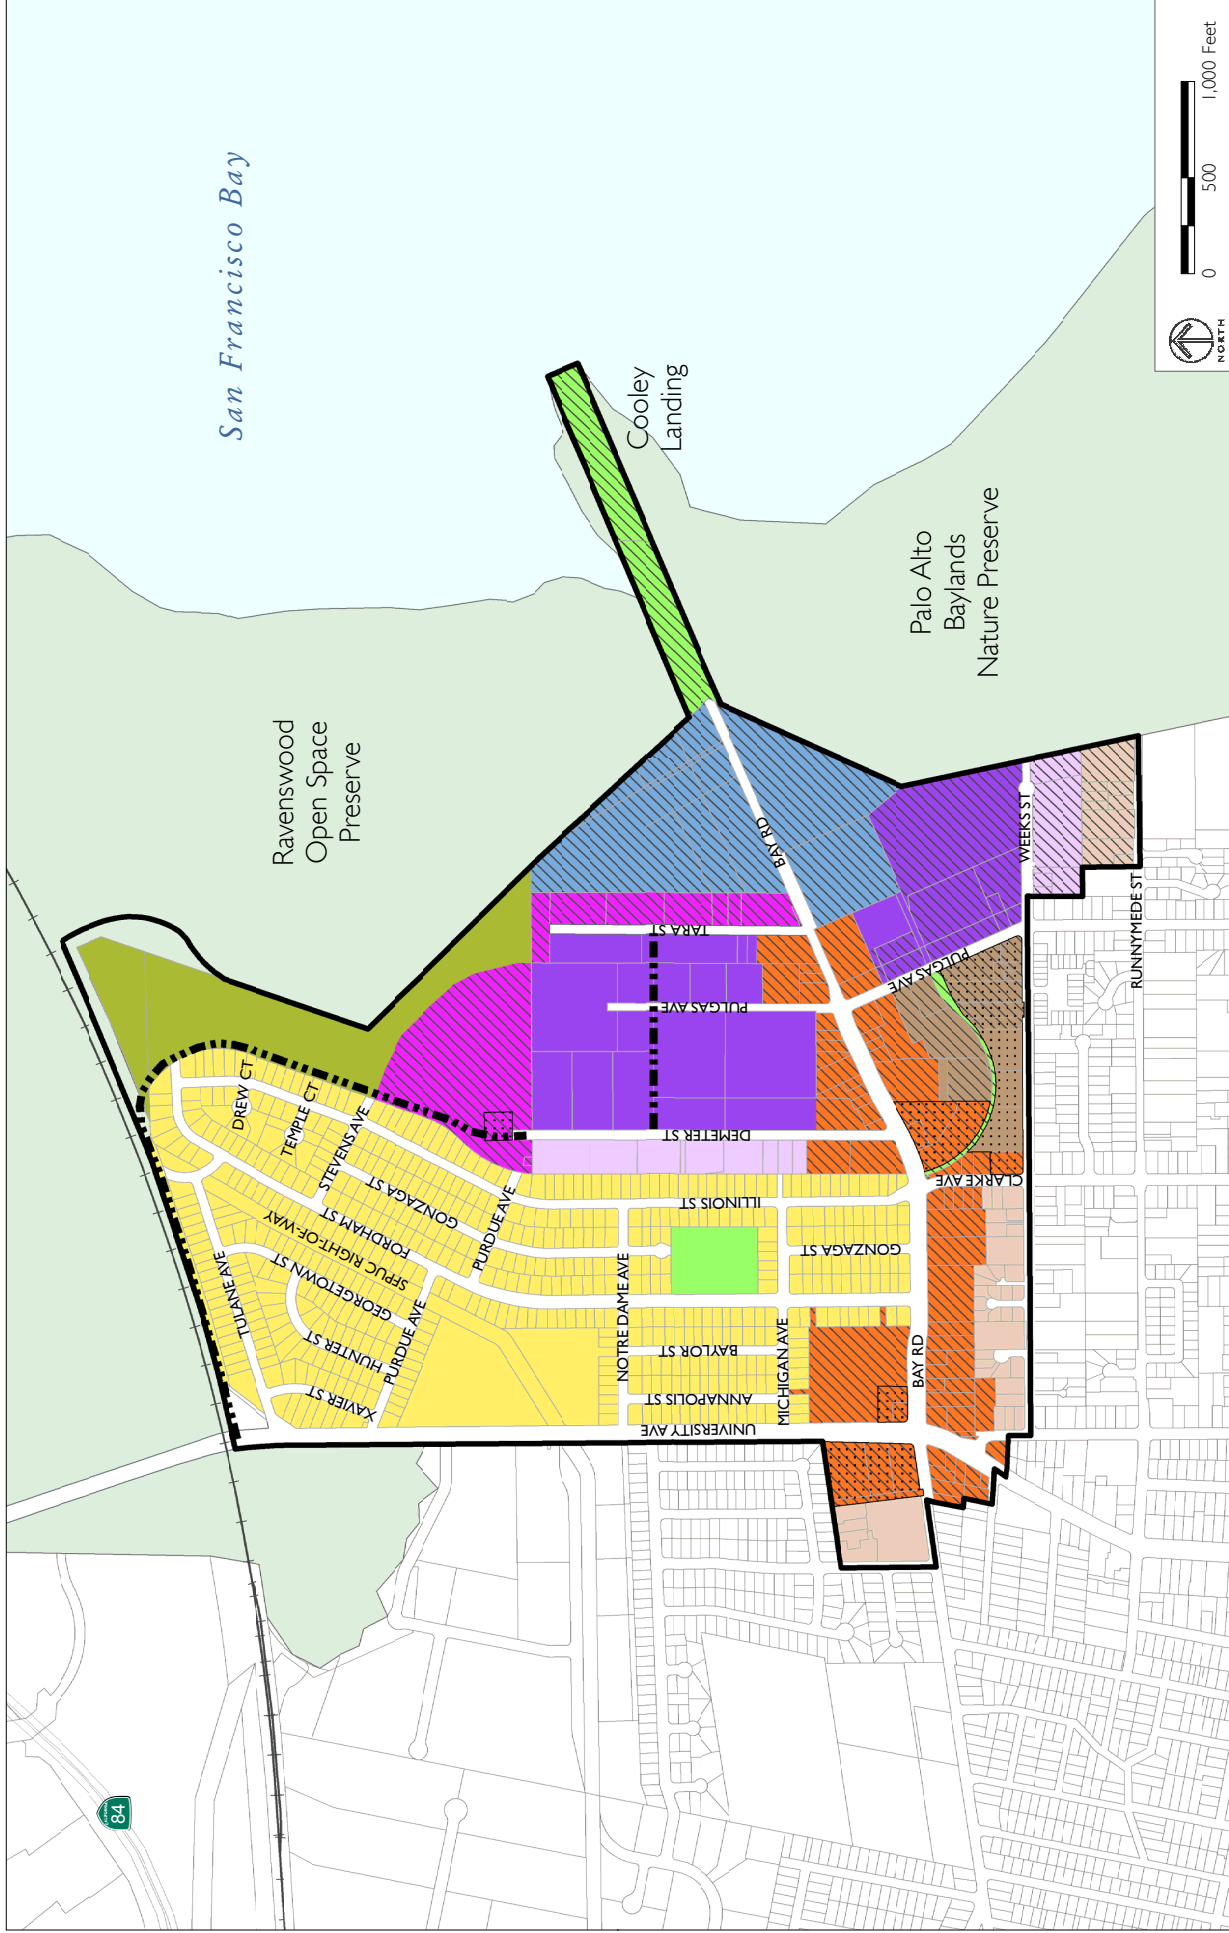 San Francisco Bay
Ravenswood
Open Space
Preserve
Cooley
Landing
Palo Alto
Baylands
Nature Preserve
0
500
1,000 Feet
NORTH
CALIFORNIA
84
DREW CT
TEMPLE CT
STEVENS AVE
GONZAGA ST
FORDHAM ST
SFPUC RIGHT-OF-WAY
GEORGETOWN ST
TULANE AVE
HUNTER ST
XAVIER ST
PURDUE AVE
PURDUE AVE
NOTRE DAME AVE
ILLINOIS ST
GONZAGA ST
BAYLOR ST
ANNAPOLIS ST
MICHIGAN AVE
UNIVERSITY AVE
DEMETER ST
PULGAS AVE
TARA ST
BAY RD
BAY RD
PULGAS AVE
CLARKE AVE
WEEKS ST
RUNNYMEDE ST